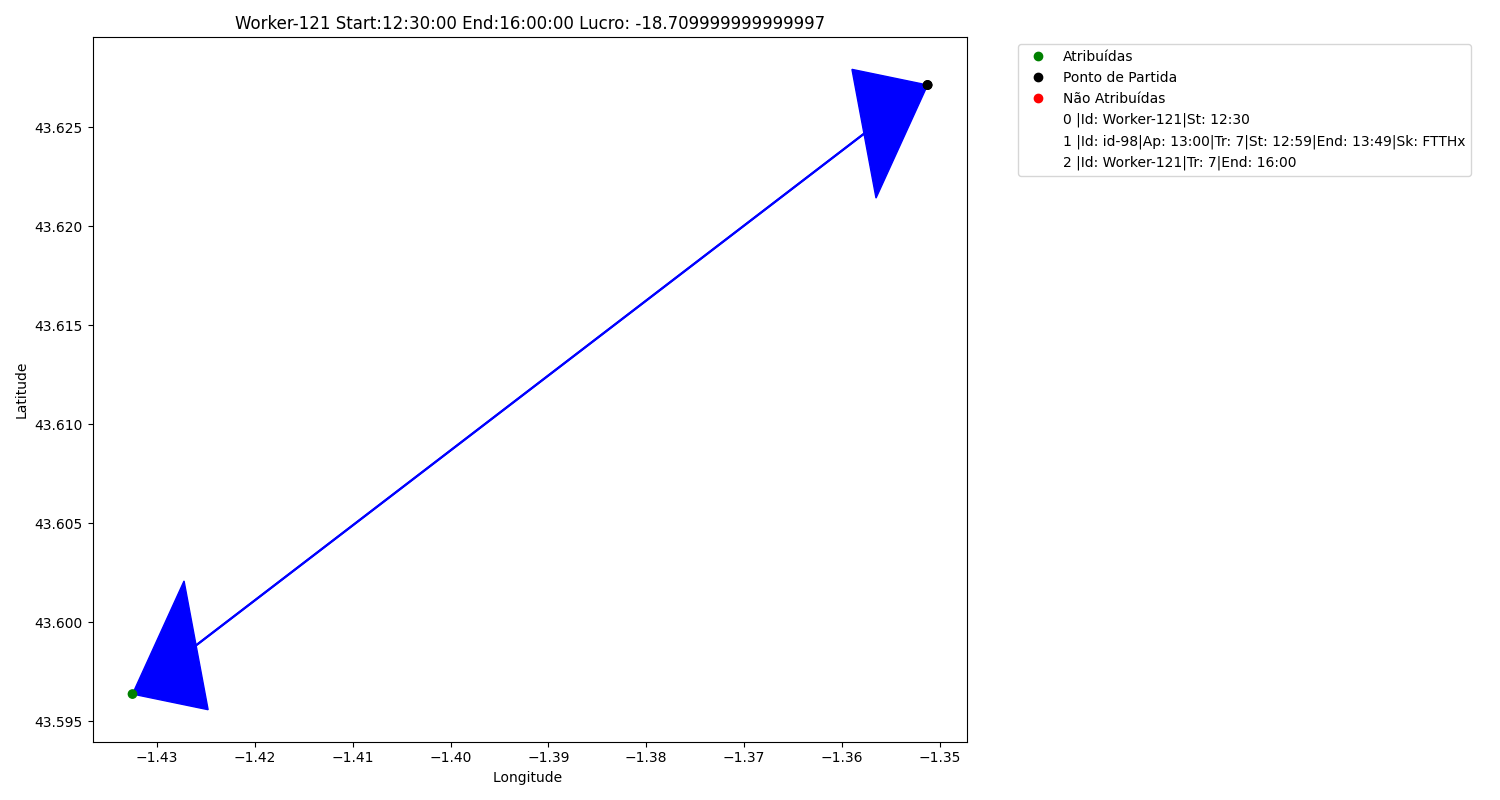 Worker-121 Start:12:30:00 End:16:00:00 Lucro: -18.709999999999997
Atribuídas
Ponto de Partida
Não Atribuídas
0 |Id: Worker-121|St: 12:30
1 |Id: id-98|Ap: 13:00|Tr: 7|St: 12:59|End: 13:49|Sk: FTTHx
2 |Id: Worker-121|Tr: 7|End: 16:00
43.625
43.620
43.615
43.610
43.605
43.600
43.595
Latitude
−1.43 −1.42 −1.41 −1.40 −1.39 −1.38 −1.37 −1.36 −1.35
Longitude